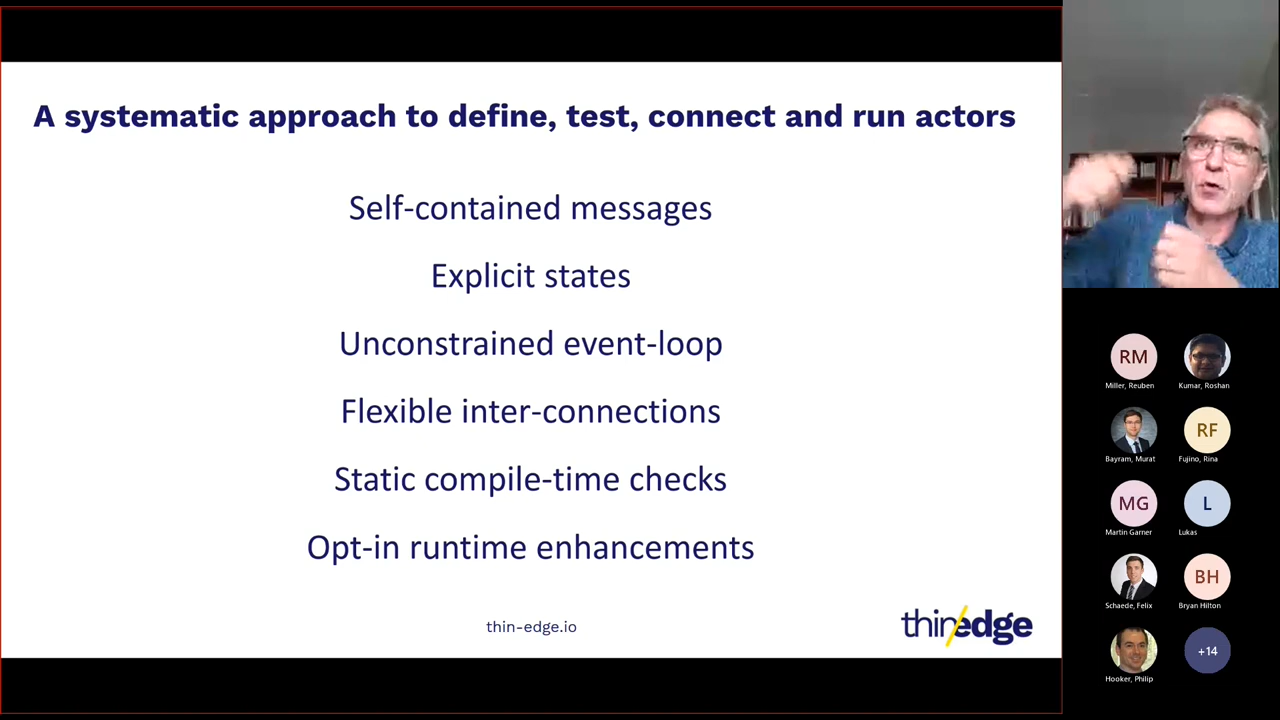 A systematic approach to define, test, connect and run actors
Self-contained messages
Explicit states
Unconstrained event-loop
Flexible inter-connections
Static compile-time checks
Opt-in runtime enhancements
thin-edge.io
thin/edge
RM
Miller, Reuben
Kumar, Roshan
Bayram, Murat
RF
Fujino, Rina
MG
Martin Garner
L
Lukas
Schaede, Felix
BH
Bryan Hilton
Hooker, Philip
+14